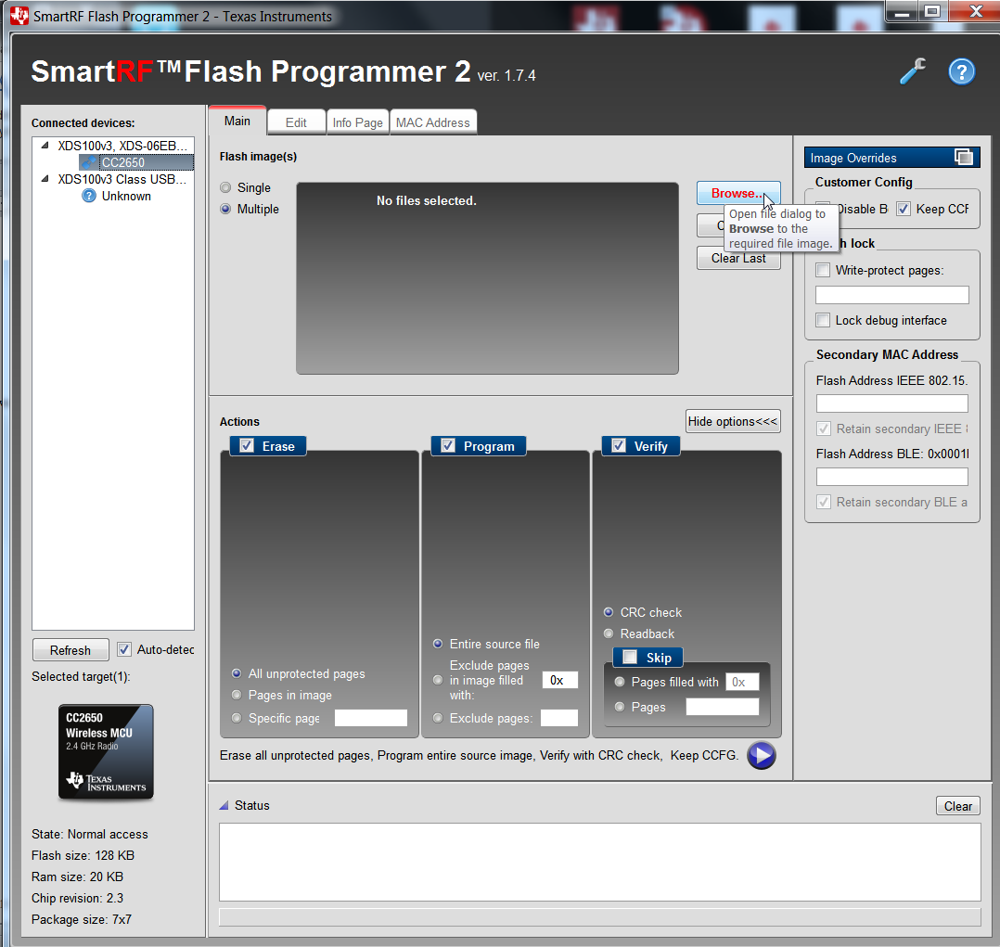 SmartRF Flash Programmer 2 - Texas Instruments
SmartRF™Flash Programmer 2 ver. 1.7.4
Connected devices:
XDS100v3, XDS-06EB...
CC2650
XDS100v3 Class USB...
Unknown
Refresh
Auto-detec
Selected target(1):
CC2650
Wireless MCU
2.4 GHz Radio
TEXAS
INSTRUMENTS
State: Normal access
Flash size: 128 KB
Ram size: 20 KB
Chip revision: 2.3
Package size: 7x7
Main
Edit
Info Page
MAC Address
Flash image(s)
Single
Multiple
No files selected.
Browse...
Open file dialog to
Browse to the
required file image.
Clear Last
Actions
Hide options<<<
Erase
All unprotected pages
Pages in image
Specific page
Program
Entire source file
Exclude pages
in image filled
with:
0x
Exclude pages:
Verify
CRC check
Readback
Skip
Pages filled with
0x
Pages
Erase all unprotected pages, Program entire source image, Verify with CRC check, Keep CCFG.
Image Overrides
Customer Config
Disable B
Keep CCF
h lock
Write-protect pages:
Lock debug interface
Secondary MAC Address
Flash Address IEEE 802.15.
Retain secondary IEEE
Flash Address BLE: 0x0001
Retain secondary BLE a
Status
Clear